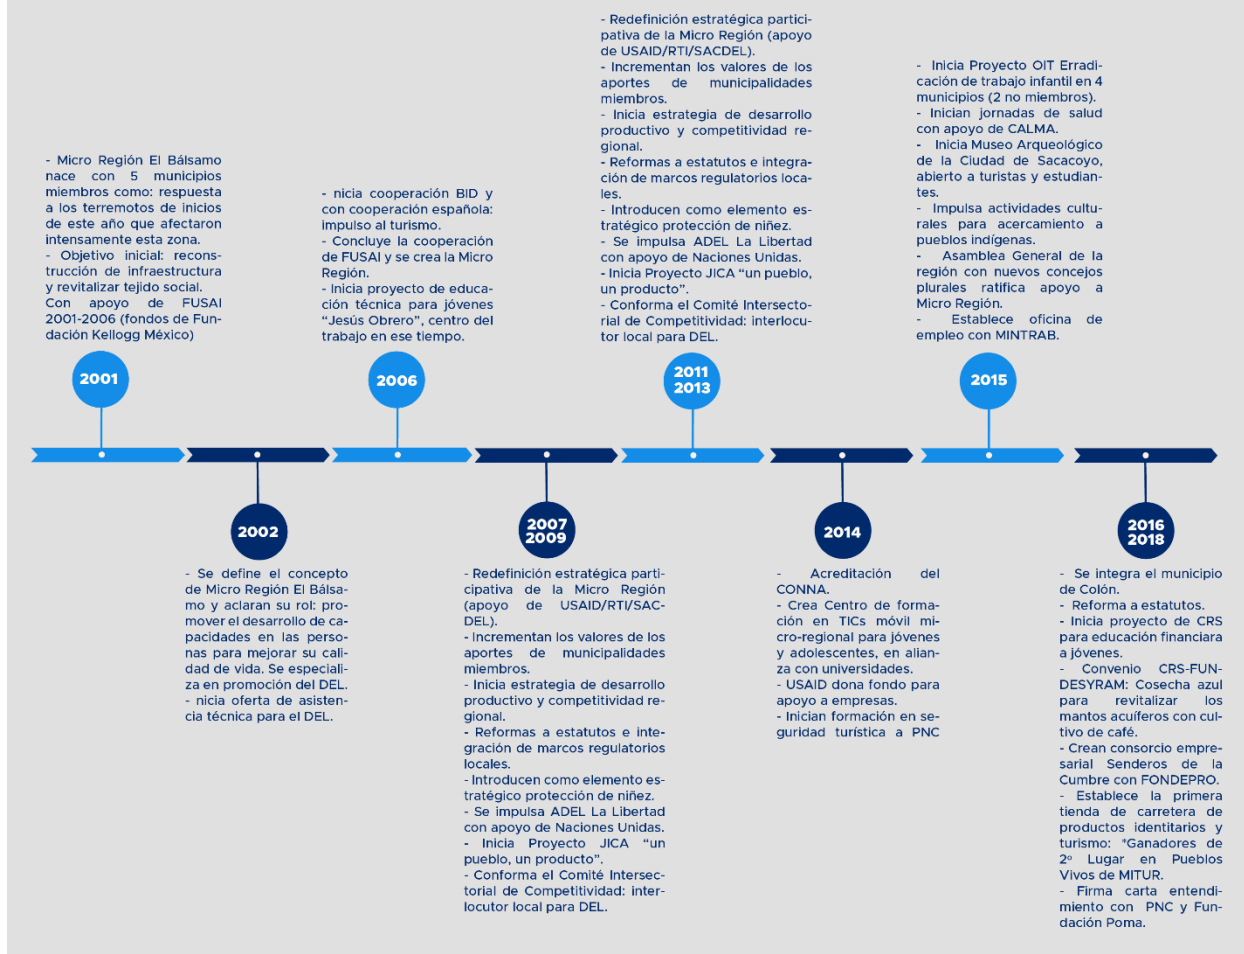 - Micro Región El Bálsamo
nace con 5 municipios
miembros como: respuesta
a los terremotos de inicios
de este año que afectaron
intensamente esta zona.
- Objetivo inicial: recons-
trucción de infraestructura
y revitalizar tejido social.
Con apoyo de FUSAI
2001-2006 (fondos de Fun-
dación Kellogg México)
2001
- Se define el concepto
de Micro Región El Bálsa-
mo y aclaran su rol: pro-
mover el desarrollo de ca-
pacidades en las perso-
nas para mejorar su cali-
dad de vida. Se especiali-
za en promoción del DEL.
- nicia oferta de asisten-
cia técnica para el DEL.
2002
- nicia cooperación BID y
con cooperación española:
impulso al turismo.
- Concluye la cooperación
de FUSAI y se crea la Micro
Región.
- Inicia proyecto de educa-
ción técnica para jóvenes
“Jesús Obrero”, centro del
trabajo en ese tiempo.
2006
2007
2009
- Redefinición estratégica parti-
cipativa de la Micro Región
(apoyo de USAID/RTI/SAC-
DEL).
- Incrementan los valores de los
aportes de municipalidades
miembros.
- Inicia estrategia de desarrollo
productivo y competitividad re-
gional.
- Reformas a estatutos e inte-
gración de marcos regulatorios
locales.
- Introducen como elemento es-
tratégico protección de niñez.
- Se impulsa ADEL La Libertad
con apoyo de Naciones Unidas.
- Inicia Proyecto JICA “un
pueblo, un producto”.
- Conforma el Comité Intersec-
torial de Competitividad: inter-
locutor local para DEL.
- Redefinición estratégica partici-
pativa de la Micro Región (apoyo
de USAID/RTI/SACDEL).
- Incrementan los valores de los
aportes de municipalidades
miembros.
- Inicia estrategia de desarrollo
productivo y competitividad re-
gional.
- Reformas a estatutos e integra-
ción de marcos regulatorios loca-
les.
- Introducen como elemento es-
tratégico protección de niñez.
- Se impulsa ADEL La Libertad
con apoyo de Naciones Unidas.
- Inicia Proyecto JICA “un pueblo,
un producto”.
- Conforma el Comité Intersecto-
rial de Competitividad: interlocu-
tor local para DEL.
2011
2013
2014
- Acreditación del
CONNA.
- Crea Centro de forma-
ción en TICs móvil mi-
cro-regional para jóvenes
y adolescentes, en alian-
za con universidades.
- USAID dona fondo para
apoyo a empresas.
- Inician formación en se-
guridad turística a PNC
- Inicia Proyecto OIT Erradi-
cación de trabajo infantil en 4
municipios (2 no miembros).
- Inician jornadas de salud
con apoyo de CALMA.
- Inicia Museo Arqueológico
de la Ciudad de Sacacoyo,
abierto a turistas y estudian-
tes.
- Impulsa actividades cultu-
rales para acercamiento a
pueblos indígenas.
- Asamblea General de la
región con nuevos concejos
plurales ratifica apoyo a
Micro Región.
- Establece oficina de
empleo con MINTRAB.
2015
2016
2018
- Se integra el municipio
de Colón.
- Reforma a estatutos.
- Inicia proyecto de CRS
para educación financiara
a jóvenes.
- Convenio CRS-FUN-
DESYRAM: Cosecha azul
para revitalizar los
mantos acuíferos con cul-
tivo de café.
- Crean consorcio empre-
sarial Senderos de la
Cumbre con FONDEPRO.
- Establece la primera
tienda de carretera de
productos identitarios y
turismo: *Ganadores de
2º Lugar en Pueblos
Vivos de MITUR.
- Firma carta entendi-
miento con PNC y Fun-
dación Poma.